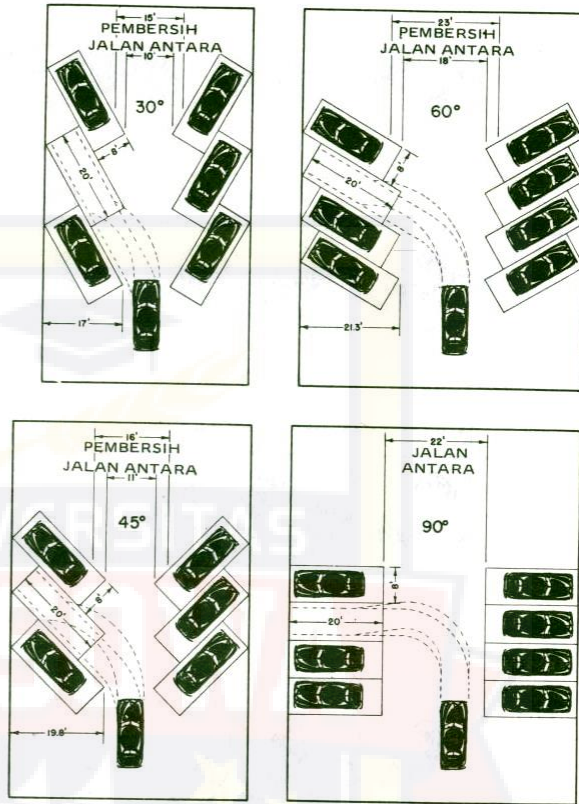 15'
PEMBERSIH
JALAN ANTARA
10'
30°
8'
20'
17'
23'
PEMBERSIH
JALAN ANTARA
18'
60°
8'
20'
21.3'
16'
PEMBERSIH
JALAN ANTARA
11'
45°
8'
20'
19.8'
22'
JALAN
ANTARA
90°
8'
20'